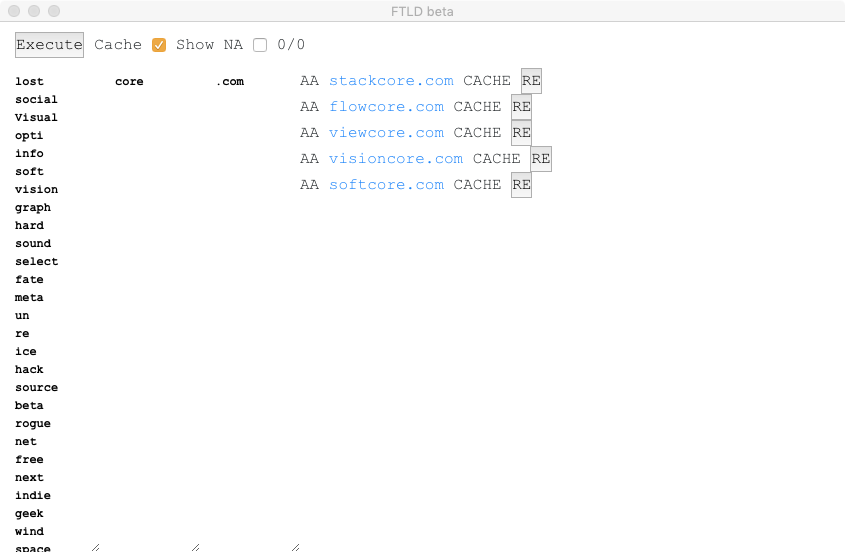 FTLD beta
Execute Cache Show NA 0/0
lost core .com AA stackcore.com CACHE RE
social AA flowcore.com CACHE RE
Visual AA viewcore.com CACHE RE
opti AA visioncore.com CACHE RE
info AA softcore.com CACHE RE
soft
vision
graph
hard
sound
select
fate
meta
un
re
ice
hack
source
beta
rogue
net
free
next
indie
geek
wind
space